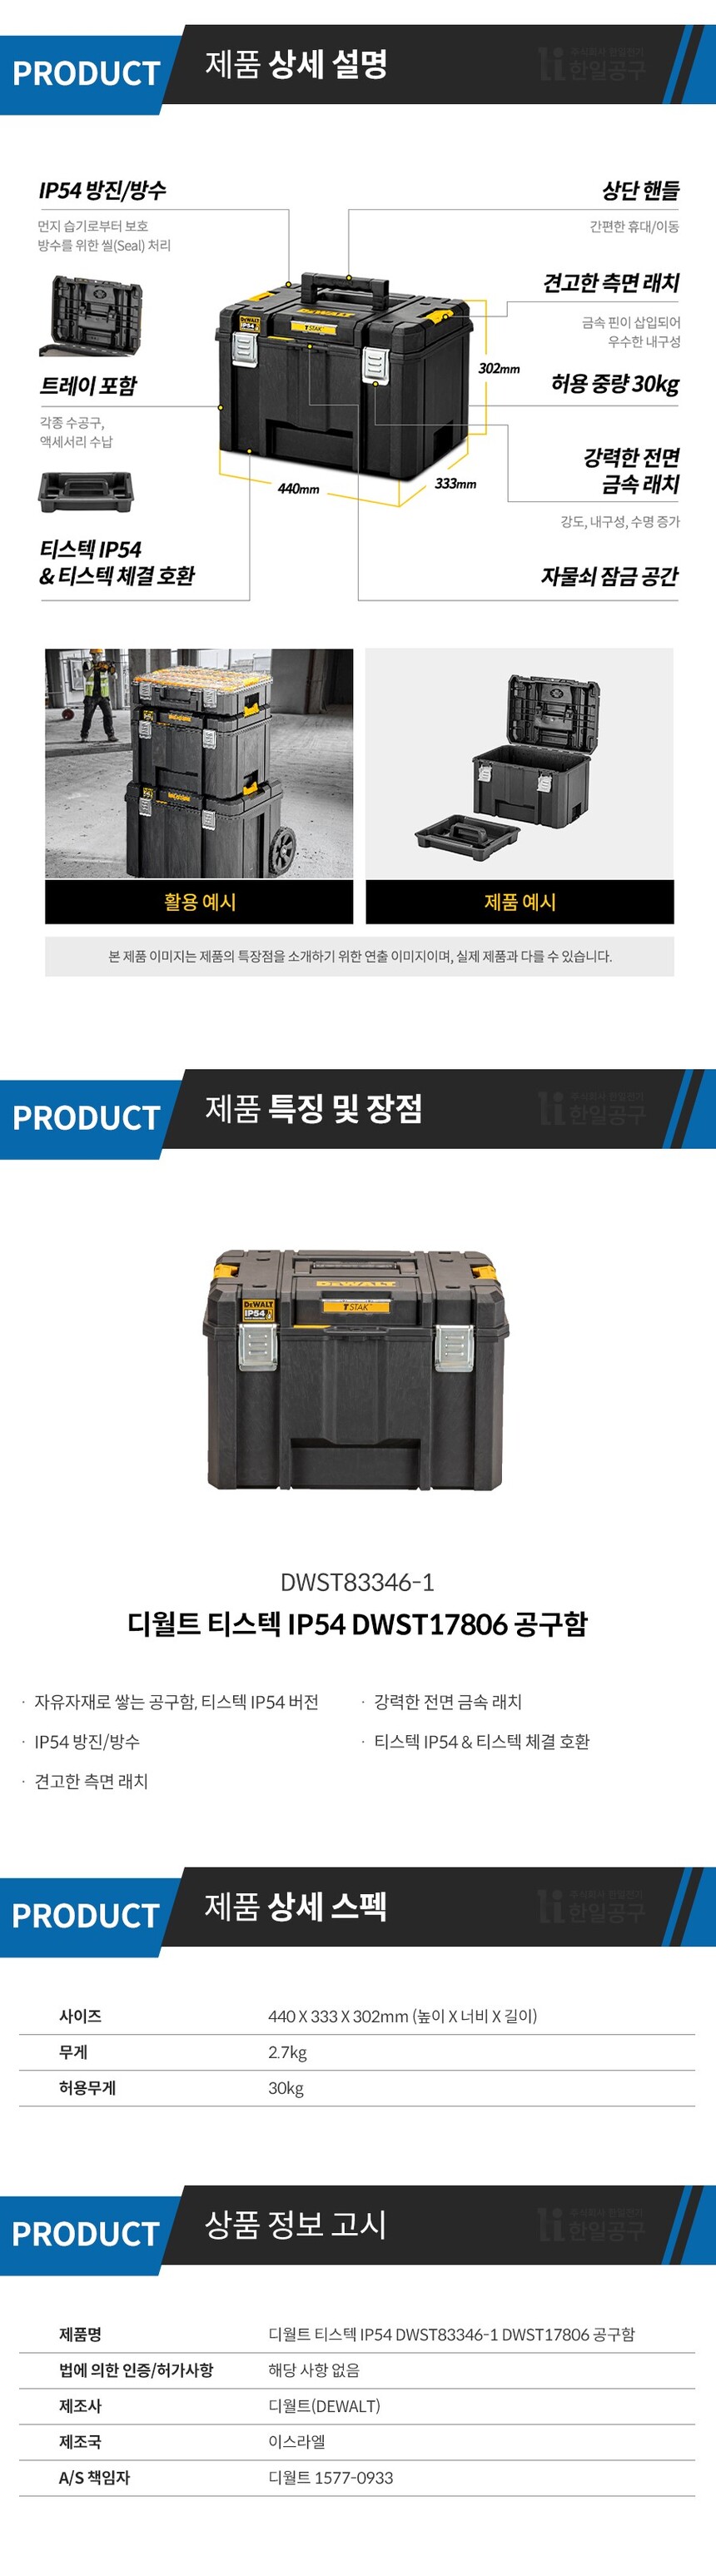 PRODUCT
제품 상세 설명
주식회사 한일전기
한일공구
IP54 방진/방수
먼지 습기로부터 보호
방수를 위한 씰(Seal) 처리
상단 핸들
간편한 휴대/이동
견고한 측면 래치
금속 핀이 삽입되어
우수한 내구성
트레이 포함
각종 수공구,
액세서리 수납
허용 중량 30kg
강력한 전면
금속 래치
강도, 내구성, 수명 증가
티스텍 IP54
& 티스텍 체결 호환
자물쇠 잠금 공간
DEWALT
DEWALT
IP54
TSTAK
302mm
440mm
333mm
활용 예시
제품 예시
본 제품 이미지는 제품의 특장점을 소개하기 위한 연출 이미지이며, 실제 제품과 다를 수 있습니다.
PRODUCT
제품 특징 및 장점
주식회사 한일전기
한일공구
DEWALT
DEWALT
IP54
TSTAK
DWST83346-1
디월트 티스텍 IP54 DWST17806 공구함
· 자유자재로 쌓는 공구함, 티스텍 IP54 버전
· 강력한 전면 금속 래치
· IP54 방진/방수
· 티스텍 IP54 & 티스텍 체결 호환
· 견고한 측면 래치
PRODUCT
제품 상세 스펙
주식회사 한일전기
한일공구
사이즈 440 X 333 X 302mm (높이 X 너비 X 길이)
무게 2.7kg
허용무게 30kg
PRODUCT
상품 정보 고시
주식회사 한일전기
한일공구
제품명 디월트 티스텍 IP54 DWST83346-1 DWST17806 공구함
법에 의한 인증/허가사항 해당 사항 없음
제조사 디월트(DEWALT)
제조국 이스라엘
A/S 책임자 디월트 1577-0933